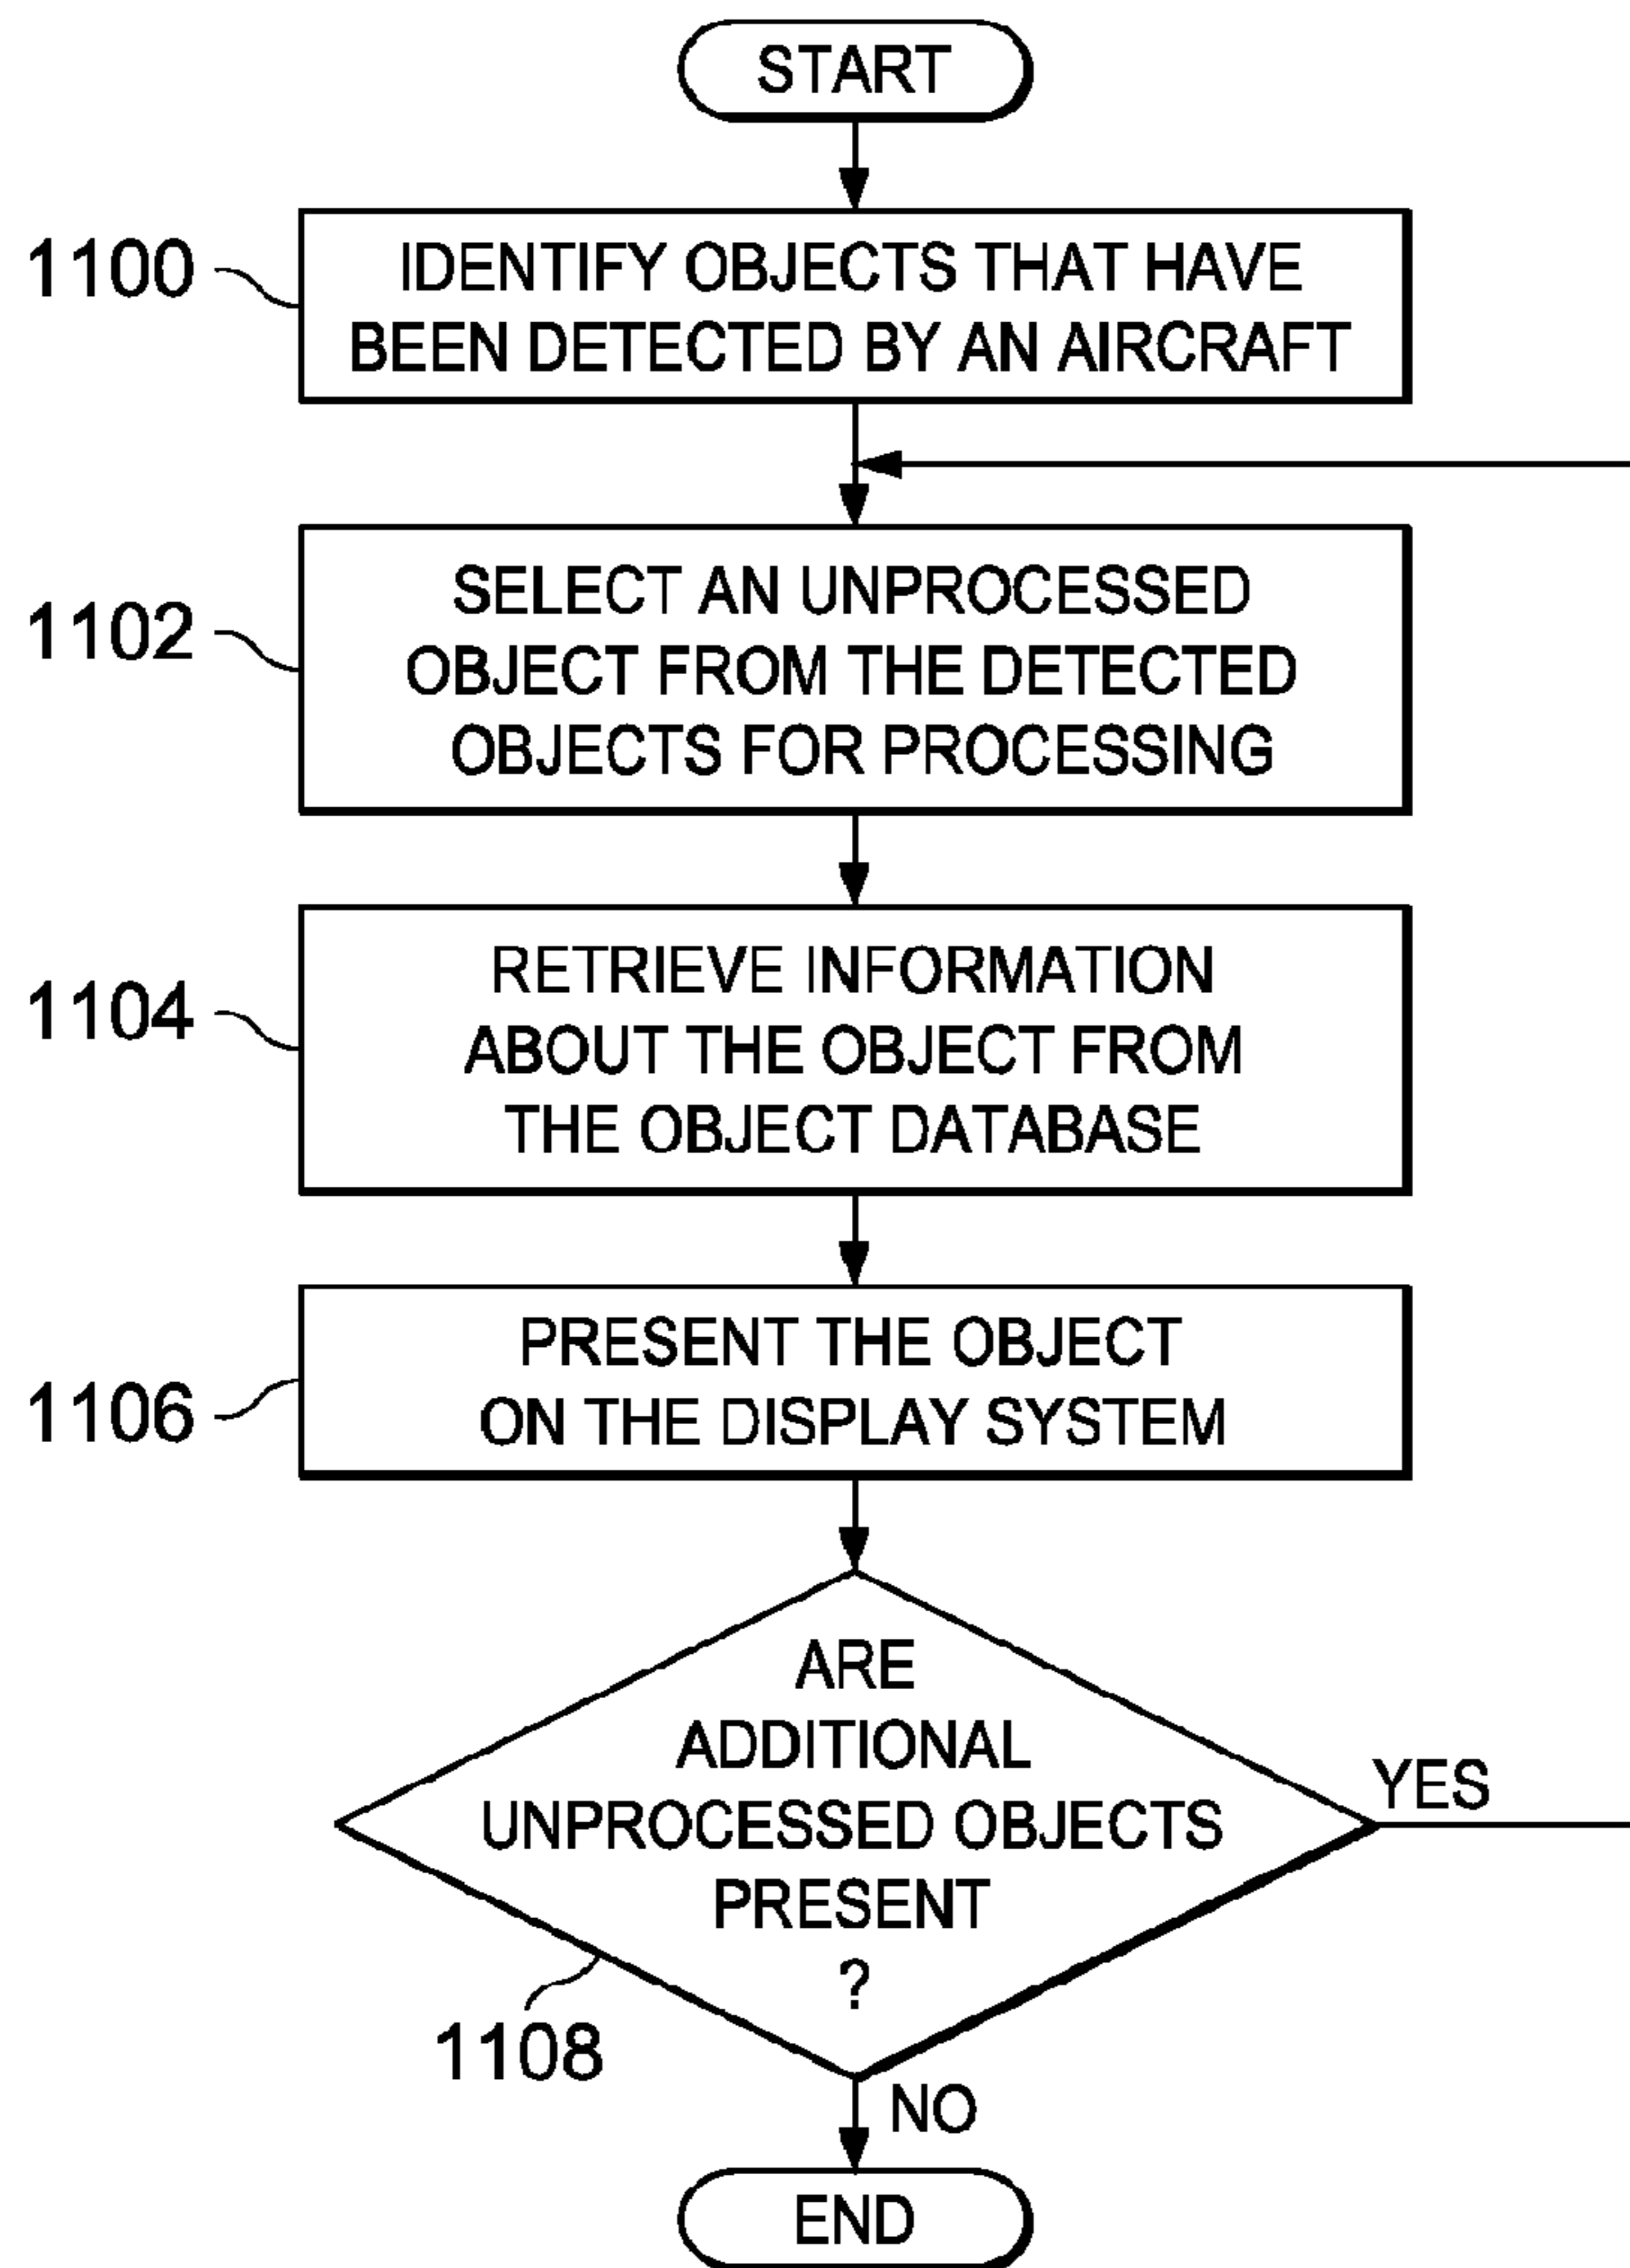 START
1100
IDENTIFY OBJECTS THAT HAVE
BEEN DETECTED BY AN AIRCRAFT
1102
SELECT AN UNPROCESSED
OBJECT FROM THE DETECTED
OBJECTS FOR PROCESSING
1104
RETRIEVE INFORMATION
ABOUT THE OBJECT FROM
THE OBJECT DATABASE
1106
PRESENT THE OBJECT
ON THE DISPLAY SYSTEM
ARE
ADDITIONAL
UNPROCESSED OBJECTS
PRESENT
?
YES
1108
NO
END